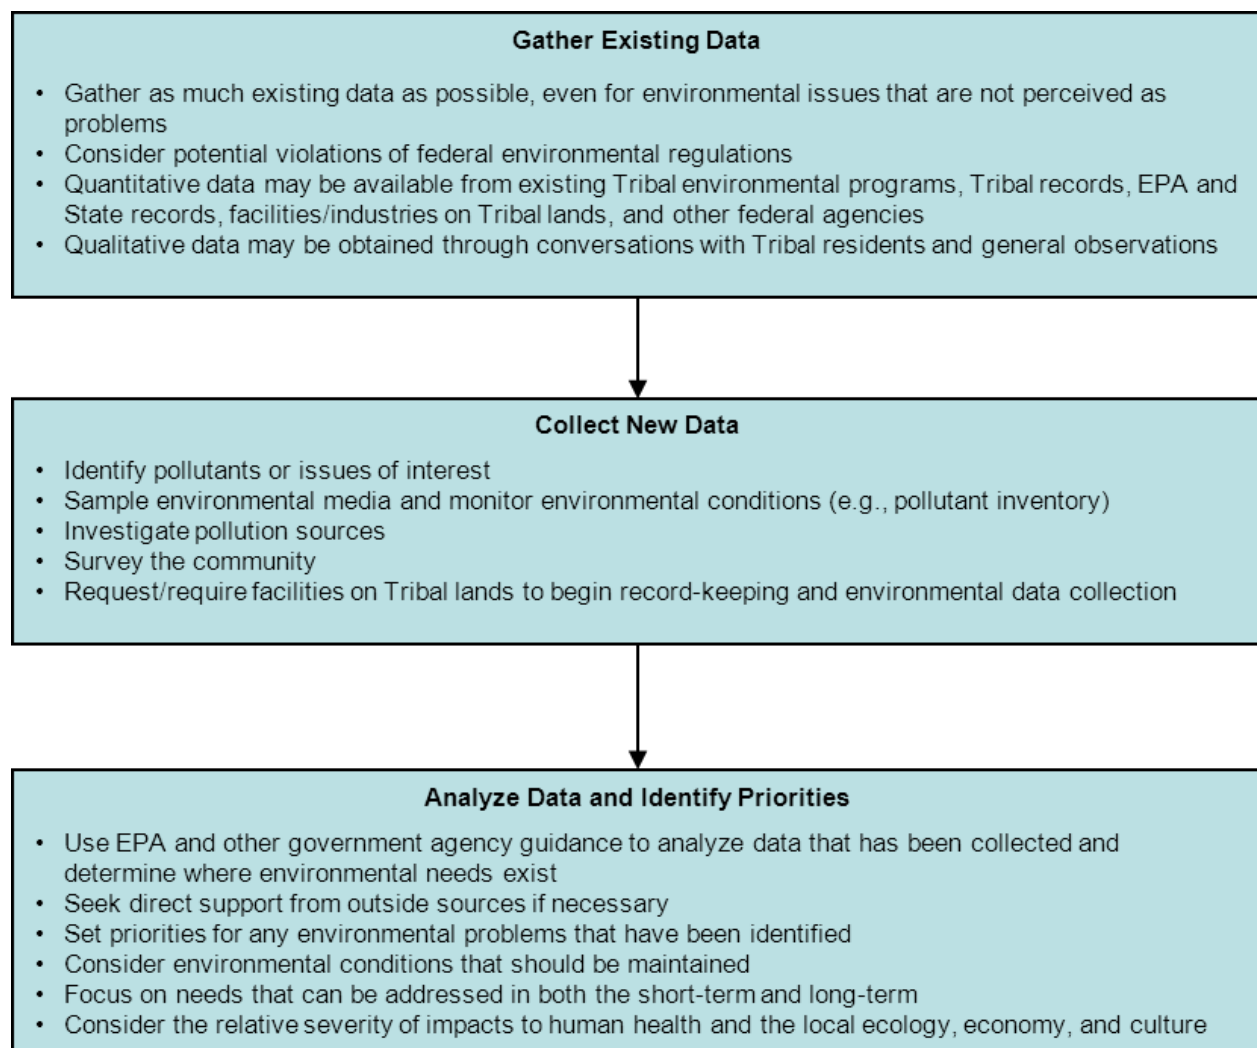 Gather Existing Data
• Gather as much existing data as possible, even for environmental issues that are not perceived as
problems
• Consider potential violations of federal environmental regulations
• Quantitative data may be available from existing Tribal environmental programs, Tribal records, EPA and
State records, facilities/industries on Tribal lands, and other federal agencies
• Qualitative data may be obtained through conversations with Tribal residents and general observations
Collect New Data
• Identify pollutants or issues of interest
• Sample environmental media and monitor environmental conditions (e.g., pollutant inventory)
• Investigate pollution sources
• Survey the community
• Request/require facilities on Tribal lands to begin record-keeping and environmental data collection
Analyze Data and Identify Priorities
• Use EPA and other government agency guidance to analyze data that has been collected and
determine where environmental needs exist
• Seek direct support from outside sources if necessary
• Set priorities for any environmental problems that have been identified
• Consider environmental conditions that should be maintained
• Focus on needs that can be addressed in both the short-term and long-term
• Consider the relative severity of impacts to human health and the local ecology, economy, and culture